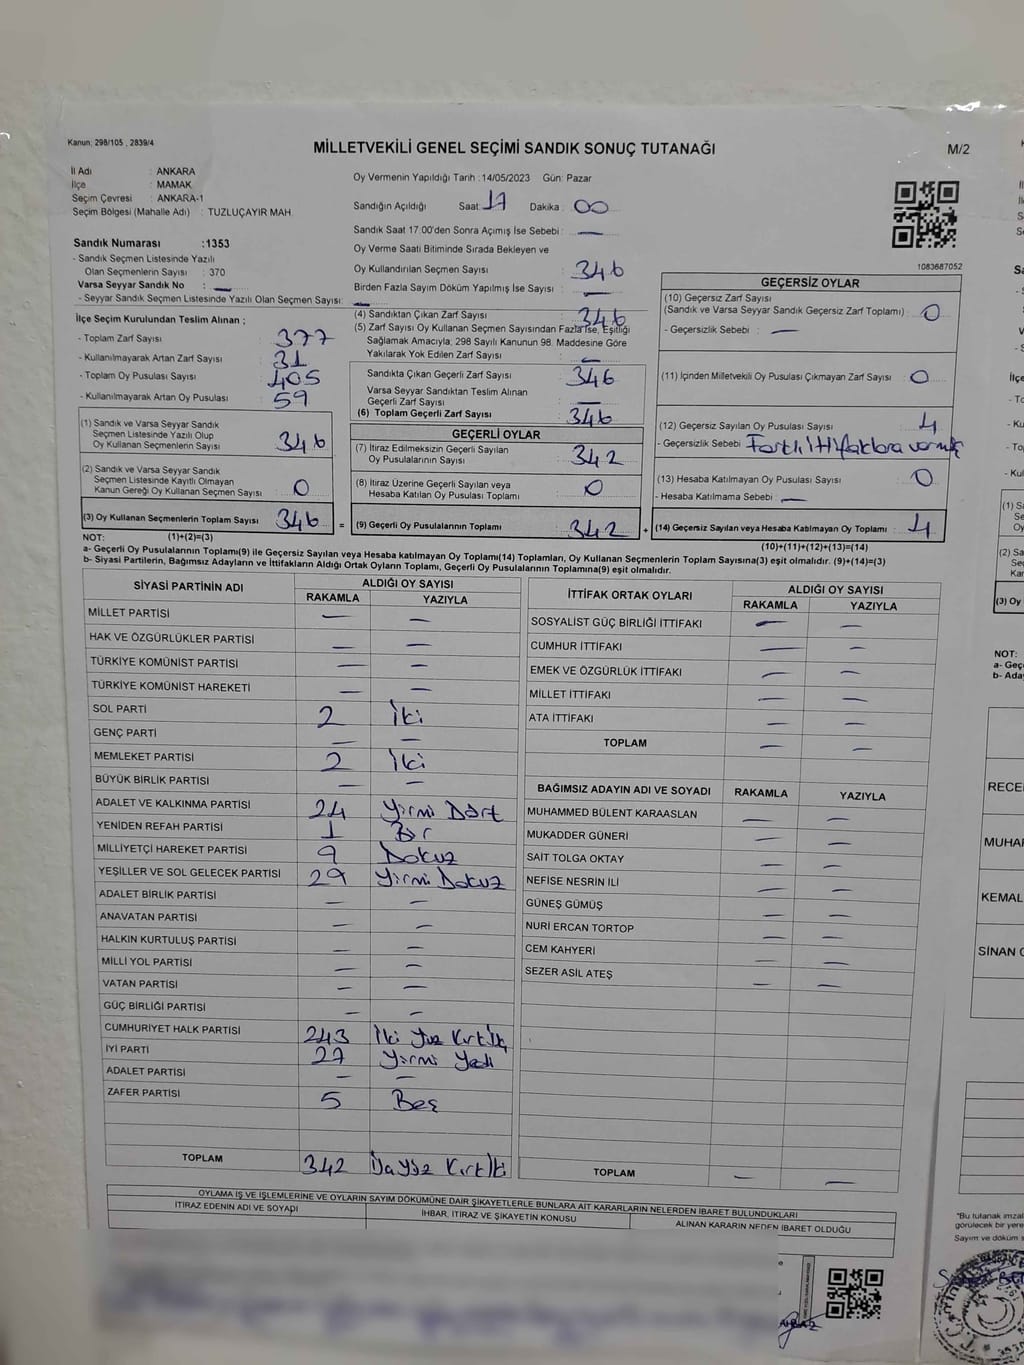 Kanun; 298/105 , 2839/4
MİLLETVEKİLİ GENEL SEÇİMİ SANDIK SONUÇ TUTANAĞI
M/2
İl Adı : ANKARA
İlçe : MAMAK
Seçim Çevresi : ANKARA-1
Seçim Bölgesi (Mahalle Adı) : TUZLUÇAYIR MAH.
Sandık Numarası :1353
- Sandık Seçmen Listesinde Yazılı
Olan Seçmenlerin Sayısı : 370
Varsa Seyyar Sandık No : —
- Seyyar Sandık Seçmen Listesinde Yazılı Olan Seçmen Sayısı: —
Oy Vermenin Yapıldığı Tarih :14/05/2023 Gün: Pazar
Sandığın Açıldığı Saat: 17 Dakika : 00
Sandık Saat 17.00'den Sonra Açımış İse Sebebi : —
Oy Verme Saati Bitiminde Sırada Bekleyen ve
Oy Kullandırılan Seçmen Sayısı 346
Birden Fazla Sayım Döküm Yapılmış İse Sayısı : —
1083687052
İlçe Seçim Kurulundan Teslim Alınan ;
- Toplam Zarf Sayısı 377
- Kullanılmayarak Artan Zarf Sayısı 31
- Toplam Oy Pusulası Sayısı 405
- Kullanılmayarak Artan Oy Pusulası 59
(1) Sandık ve Varsa Seyyar Sandık
Seçmen Listesinde Yazılı Olup
Oy Kullanan Seçmenlerin Sayısı 346
(2) Sandık ve Varsa Seyyar Sandık
Seçmen Listesinde Kayıtlı Olmayan
Kanun Gereği Oy Kullanan Seçmen Sayısı 0
(3) Oy Kullanan Seçmenlerin Toplam Sayısı 346 =
(4) Sandıktan Çıkan Zarf Sayısı : 346
(5) Zarf Sayısı Oy Kullanan Seçmen Sayısından Fazla İse, Eşitliği
Sağlamak Amacıyla; 298 Sayılı Kanunun 98. Maddesine Göre
Yakılarak Yok Edilen Zarf Sayısı : —
Sandıkta Çıkan Geçerli Zarf Sayısı : 346
Varsa Seyyar Sandıktan Teslim Alınan
Geçerli Zarf Sayısı : —
(6) Toplam Geçerli Zarf Sayısı 346
GEÇERLİ OYLAR
(7) İtiraz Edilmeksizin Geçerli Sayılan
Oy Pusulalarının Sayısı 342
(8) İtiraz Üzerine Geçerli Sayılan veya
Hesaba Katılan Oy Pusulası Toplamı 0
(9) Geçerli Oy Pusulalarının Toplamı 342 +
GEÇERSİZ OYLAR
(10) Geçersiz Zarf Sayısı
(Sandık ve Varsa Seyyar Sandık Geçersiz Zarf Toplamı) : 0
- Geçersizlik Sebebi : —
(11) İçinden Milletvekili Oy Pusulası Çıkmayan Zarf Sayısı : 0
(12) Geçersiz Sayılan Oy Pusulası Sayısı : 4
- Geçersizlik Sebebi : Farklı ittifaklara vermiş
(13) Hesaba Katılmayan Oy Pusulası Sayısı : 0
- Hesaba Katılmama Sebebi : —
(14) Geçersiz Sayılan veya Hesaba Katılmayan Oy Toplamı : 4
NOT: (1)+(2)=(3)
(10)+(11)+(12)+(13)=(14)
a- Geçerli Oy Pusulalarının Toplamı(9) ile Geçersiz Sayılan veya Hesaba katılmayan Oy Toplamı(14) Toplamları, Oy Kullanan Seçmenlerin Toplam Sayısına(3) eşit olmalıdır. (9)+(14)=(3)
b- Siyasi Partilerin, Bağımsız Adayların ve İttifakların Aldığı Ortak Oyların Toplamı, Geçerli Oy Pusulalarının Toplamına(9) eşit olmalıdır.
SİYASİ PARTİNİN ADI ALDIĞI OY SAYISI
RAKAMLA YAZIYLA
MİLLET PARTİSİ — —
HAK VE ÖZGÜRLÜKLER PARTİSİ — —
TÜRKİYE KOMÜNİST PARTİSİ — —
TÜRKİYE KOMÜNİST HAREKETİ — —
SOL PARTİ 2 İki
GENÇ PARTİ — —
MEMLEKET PARTİSİ 2 İki
BÜYÜK BİRLİK PARTİSİ — —
ADALET VE KALKINMA PARTİSİ 24 Yirmi Dört
YENİDEN REFAH PARTİSİ 1 Bir
MİLLİYETÇİ HAREKET PARTİSİ 9 Dokuz
YEŞİLLER VE SOL GELECEK PARTİSİ 29 Yirmi Dokuz
ADALET BİRLİK PARTİSİ — —
ANAVATAN PARTİSİ — —
HALKIN KURTULUŞ PARTİSİ — —
MİLLİ YOL PARTİSİ — —
VATAN PARTİSİ — —
GÜÇ BİRLİĞİ PARTİSİ — —
CUMHURİYET HALK PARTİSİ 243 İki Yüz Kırk Üç
İYİ PARTİ 27 Yirmi Yedi
ADALET PARTİSİ — —
ZAFER PARTİSİ 5 Beş
TOPLAM 342
İTTİFAK ORTAK OYLARI ALDIĞI OY SAYISI
RAKAMLA YAZIYLA
SOSYALİST GÜÇ BİRLİĞİ İTTİFAKI — —
CUMHUR İTTİFAKI — —
EMEK VE ÖZGÜRLÜK İTTİFAKI — —
MİLLET İTTİFAKI — —
ATA İTTİFAKI — —
TOPLAM — —
BAĞIMSIZ ADAYIN ADI VE SOYADI RAKAMLA YAZIYLA
MUHAMMED BÜLENT KARAASLAN — —
MUKADDER GÜNERİ — —
SAİT TOLGA OKTAY — —
NEFİSE NESRİN İLİ — —
GÜNEŞ GÜMÜŞ — —
NURİ ERCAN TORTOP — —
CEM KAHYERİ — —
SEZER ASİL ATEŞ — —
TOPLAM — —
OYLAMA İŞ VE İŞLEMLERİNE VE OYLARIN SAYIM DÖKÜMÜNE DAİR ŞİKAYETLERLE BUNLARA AİT KARARLARIN NELERDEN İBARET BULUNDUKLARI
İTİRAZ EDENİN ADI VE SOYADI İHBAR, İTİRAZ VE ŞİKAYETİN KONUSU ALINAN KARARIN NEDEN İBARET OLDUĞU
NOT:
a- Geç
b- Aday
RECE
MUHA
KEMAL
SİNAN
"Bu tutanak imzal
görülecek bir yere
Sayım ve döküm s